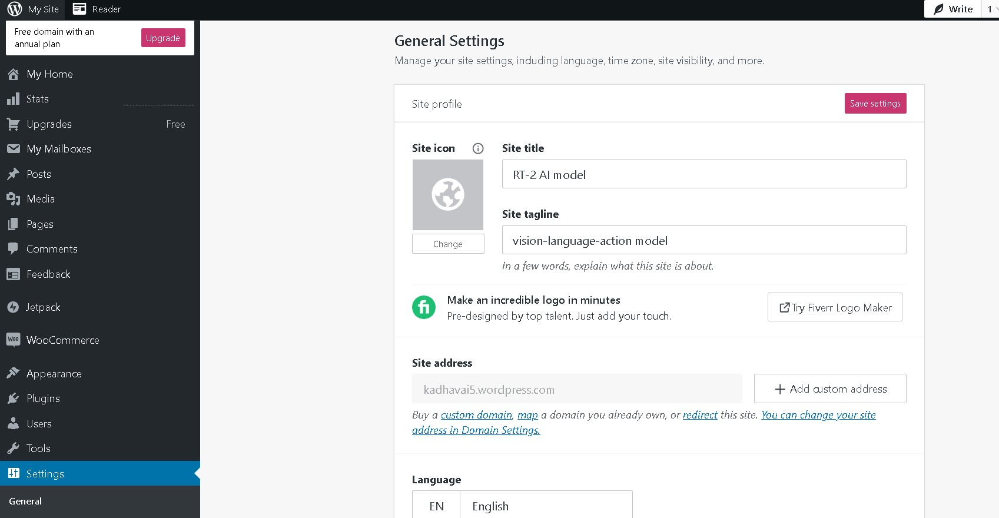 My Site
Reader
Write
1
Free domain with an
annual plan
Upgrade
My Home
Stats
Upgrades
Free
My Mailboxes
Posts
Media
Pages
Comments
Feedback
Jetpack
Woo
WooCommerce
Appearance
Plugins
Users
Tools
Settings
General
General Settings
Manage your site settings, including language, time zone, site visibility, and more.
Site profile
Save settings
Site icon
Change
Site title
RT-2 AI model
Site tagline
vision-language-action model
In a few words, explain what this site is about.
fi
Make an incredible logo in minutes
Pre-designed by top talent. Just add your touch.
Try Fiverr Logo Maker
Site address
kadhavai5.wordpress.com
+ Add custom address
Buy a custom domain, map a domain you already own, or redirect this site. You can change your site
address in Domain Settings.
Language
EN
English